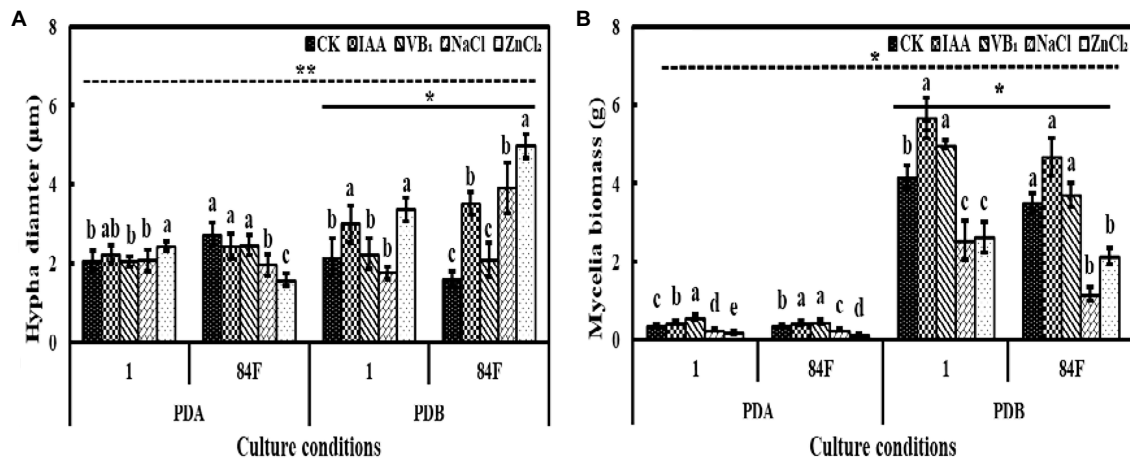 A
8
6
4
2
0
Hypha diamter (µm)
CK IAA VB₁ NaCl ZnCl₂
**
*
b ab b b a
a a a b c
b a b b a
c b c b a
1 84F 1 84F
PDA PDB
Culture conditions
B
8
6
4
2
0
Mycelia biomass (g)
CK IAA VB₁ NaCl ZnCl₂
*
*
c b a d e
b a a c d
b a a c c
a a a b b
1 84F 1 84F
PDA PDB
Culture conditions